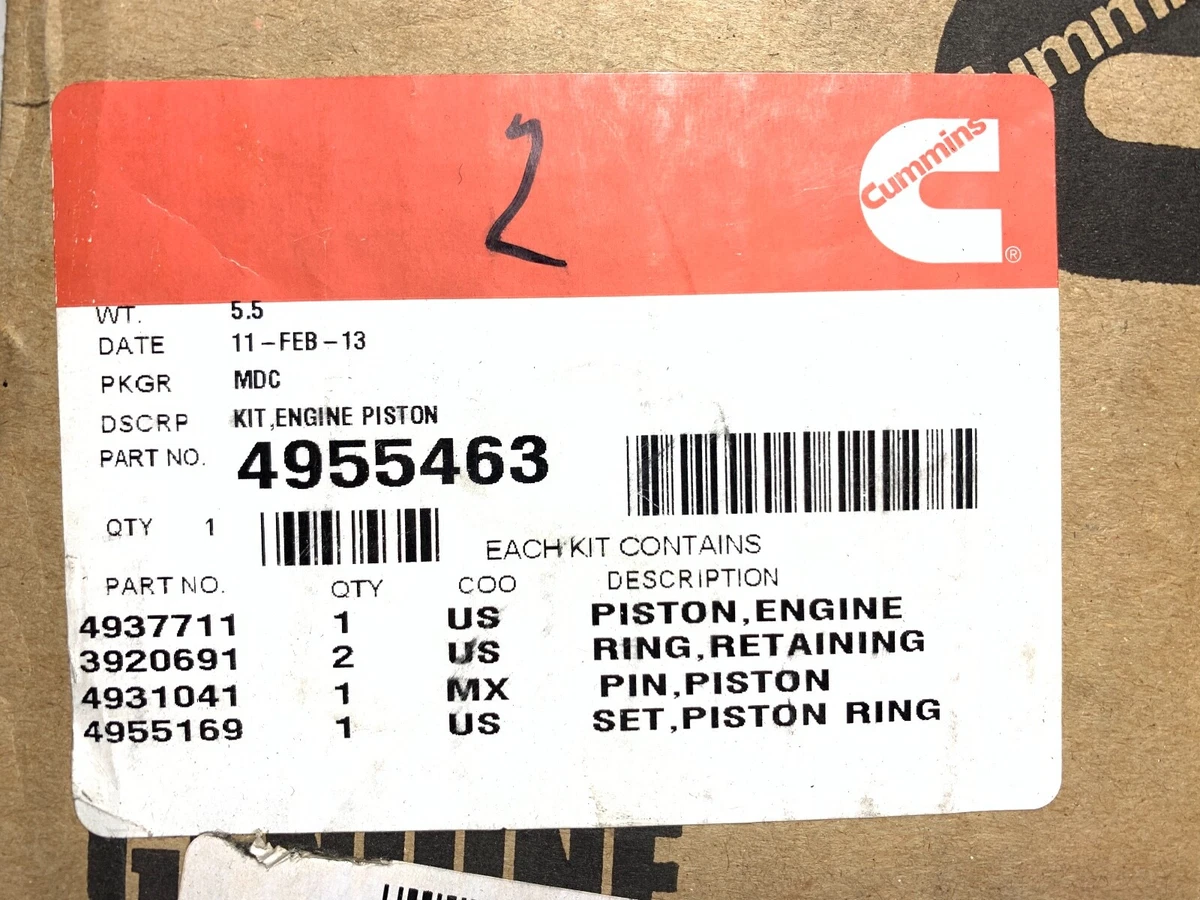 Cummins
2
Cummins
®
WT. 5.5
DATE 11-FEB-13
PKGR MDC
DSCRP KIT,ENGINE PISTON
PART NO. 4955463
QTY 1
EACH KIT CONTAINS
PART NO. QTY COO DESCRIPTION
4937711 1 US PISTON,ENGINE
3920691 2 US RING,RETAINING
4931041 1 MX PIN,PISTON
4955169 1 US SET,PISTON RING
GENUINE